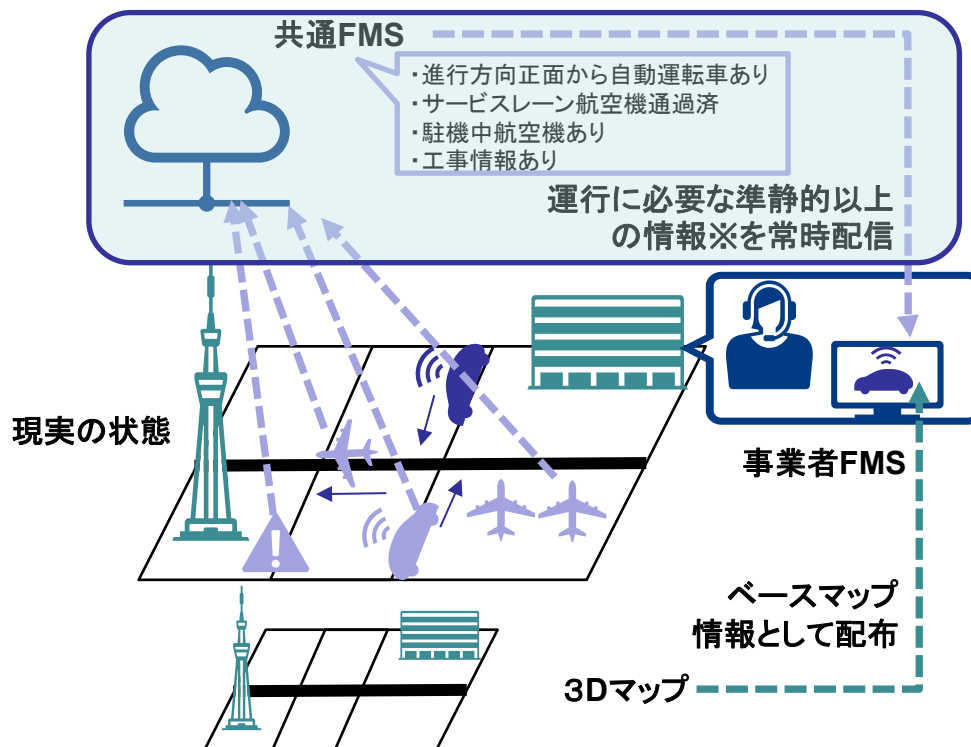 共通FMS
・進行方向正面から自動運転車あり
・サービスレーン航空機通過済
・駐機中航空機あり
・工事情報あり
運行に必要な準静的以上
の情報※を常時配信
現実の状態
事業者FMS
ベースマップ
情報として配布
3Dマップ